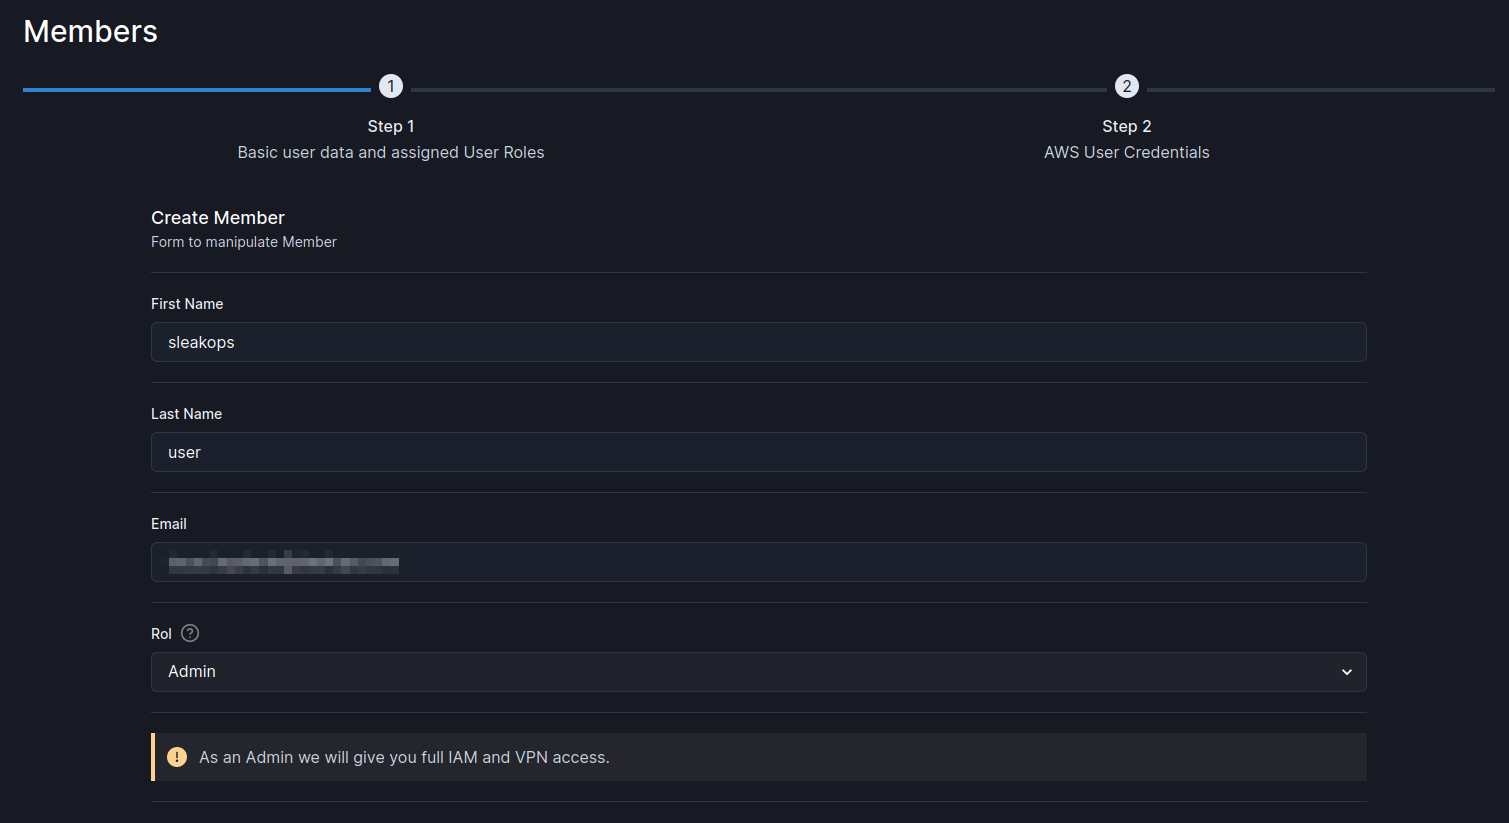 Members
1
2
Step 1
Step 2
Basic user data and assigned User Roles
AWS User Credentials
Create Member
Form to manipulate Member
First Name
sleakops
Last Name
user
Email
Rol ?
Admin
! As an Admin we will give you full IAM and VPN access.